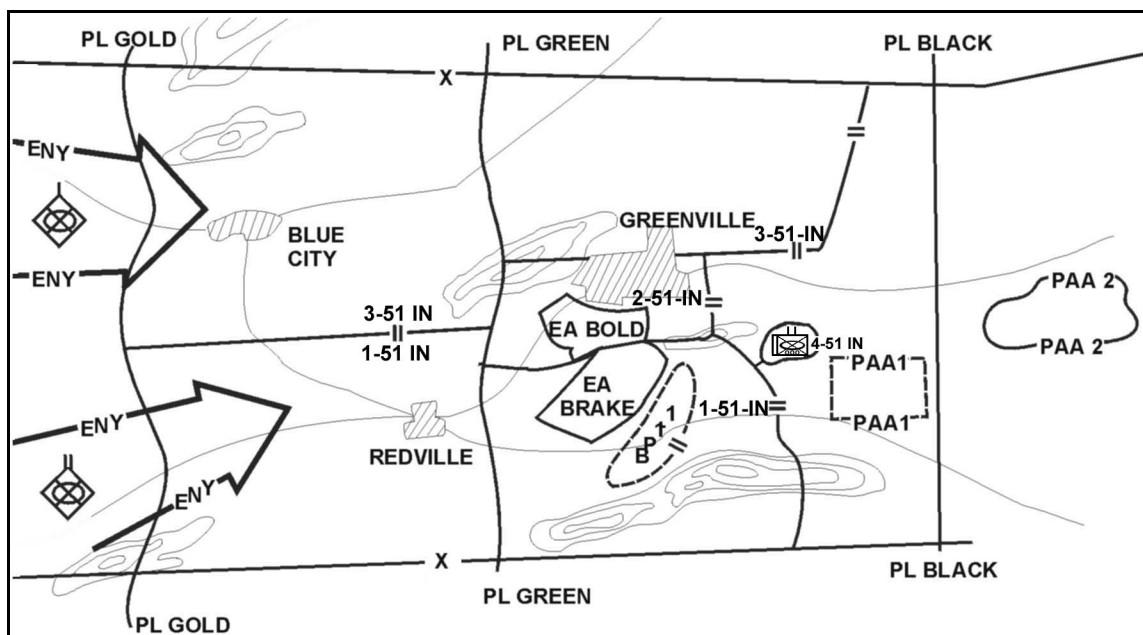 PL GOLD
PL GREEN
PL BLACK
X
ENY
ENY
BLUE
CITY
GREENVILLE
3-51-IN
2-51-IN
3-51 IN
1-51 IN
EA BOLD
4-51 IN
PAA 2
PAA 2
PAA1
PAA1
EA
BRAKE
1-51-IN
BPt1
ENY
ENY
REDVILLE
X
PL BLACK
PL GREEN
PL GOLD